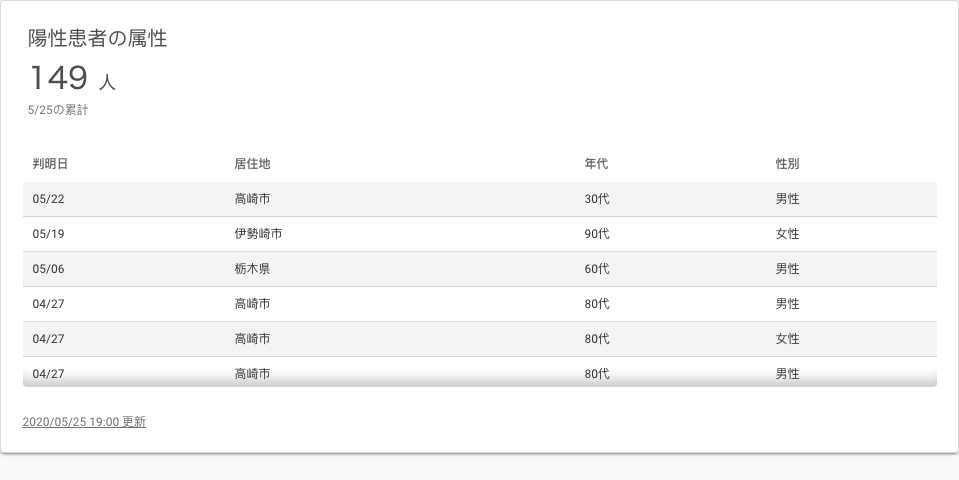 陽性患者の属性
149 人
5/25の累計
判明日 居住地 年代 性別
05/22 高崎市 30代 男性
05/19 伊勢崎市 90代 女性
05/06 栃木県 60代 男性
04/27 高崎市 80代 男性
04/27 高崎市 80代 女性
04/27 高崎市 80代 男性
2020/05/25 19:00 更新